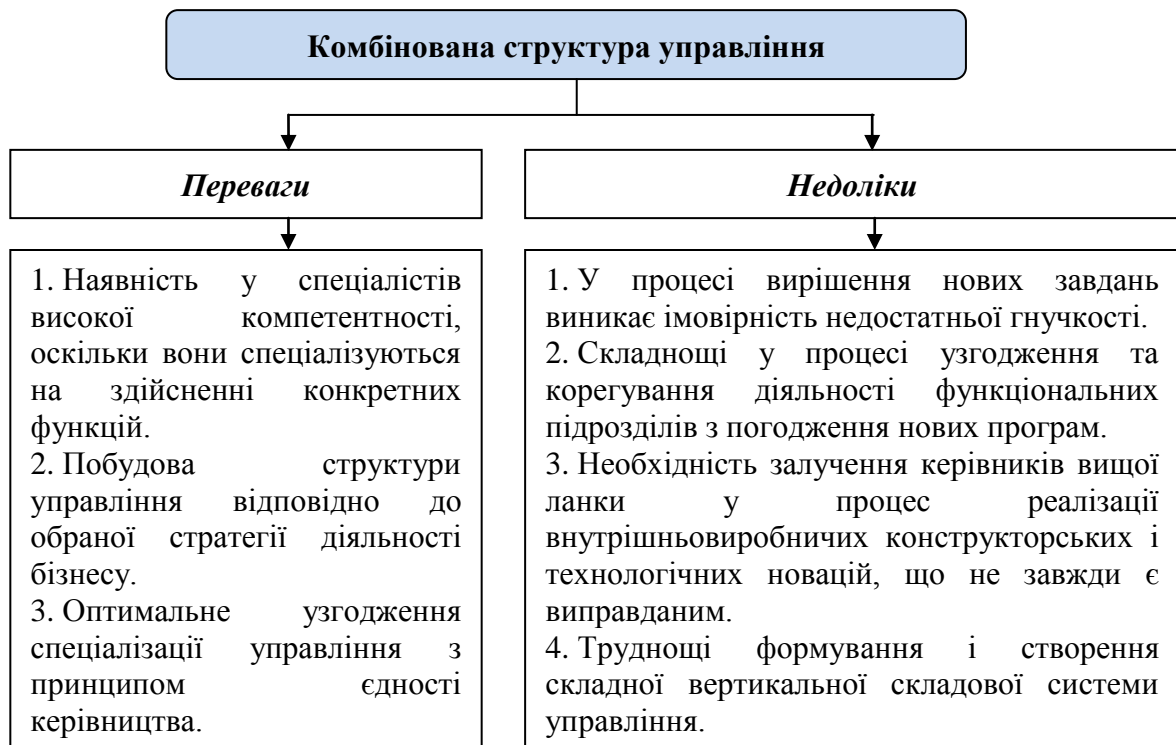 Комбінована структура управління
Переваги
Недоліки
1. Наявність у спеціалістів
високої компетентності,
оскільки вони спеціалізуються
на здійсненні конкретних
функцій.
2. Побудова структури
управління відповідно до
обраної стратегії діяльності
бізнесу.
3. Оптимальне узгодження
спеціалізації управління з
принципом єдності
керівництва.
1. У процесі вирішення нових завдань
виникає імовірність недостатньої гнучкості.
2. Складнощі у процесі узгодження та
корегування діяльності функціональних
підрозділів з погодження нових програм.
3. Необхідність залучення керівників вищої
ланки у процес реалізації
внутрішньовиробничих конструкторських і
технологічних новацій, що не завжди є
виправданим.
4. Труднощі формування і створення
складної вертикальної складової системи
управління.